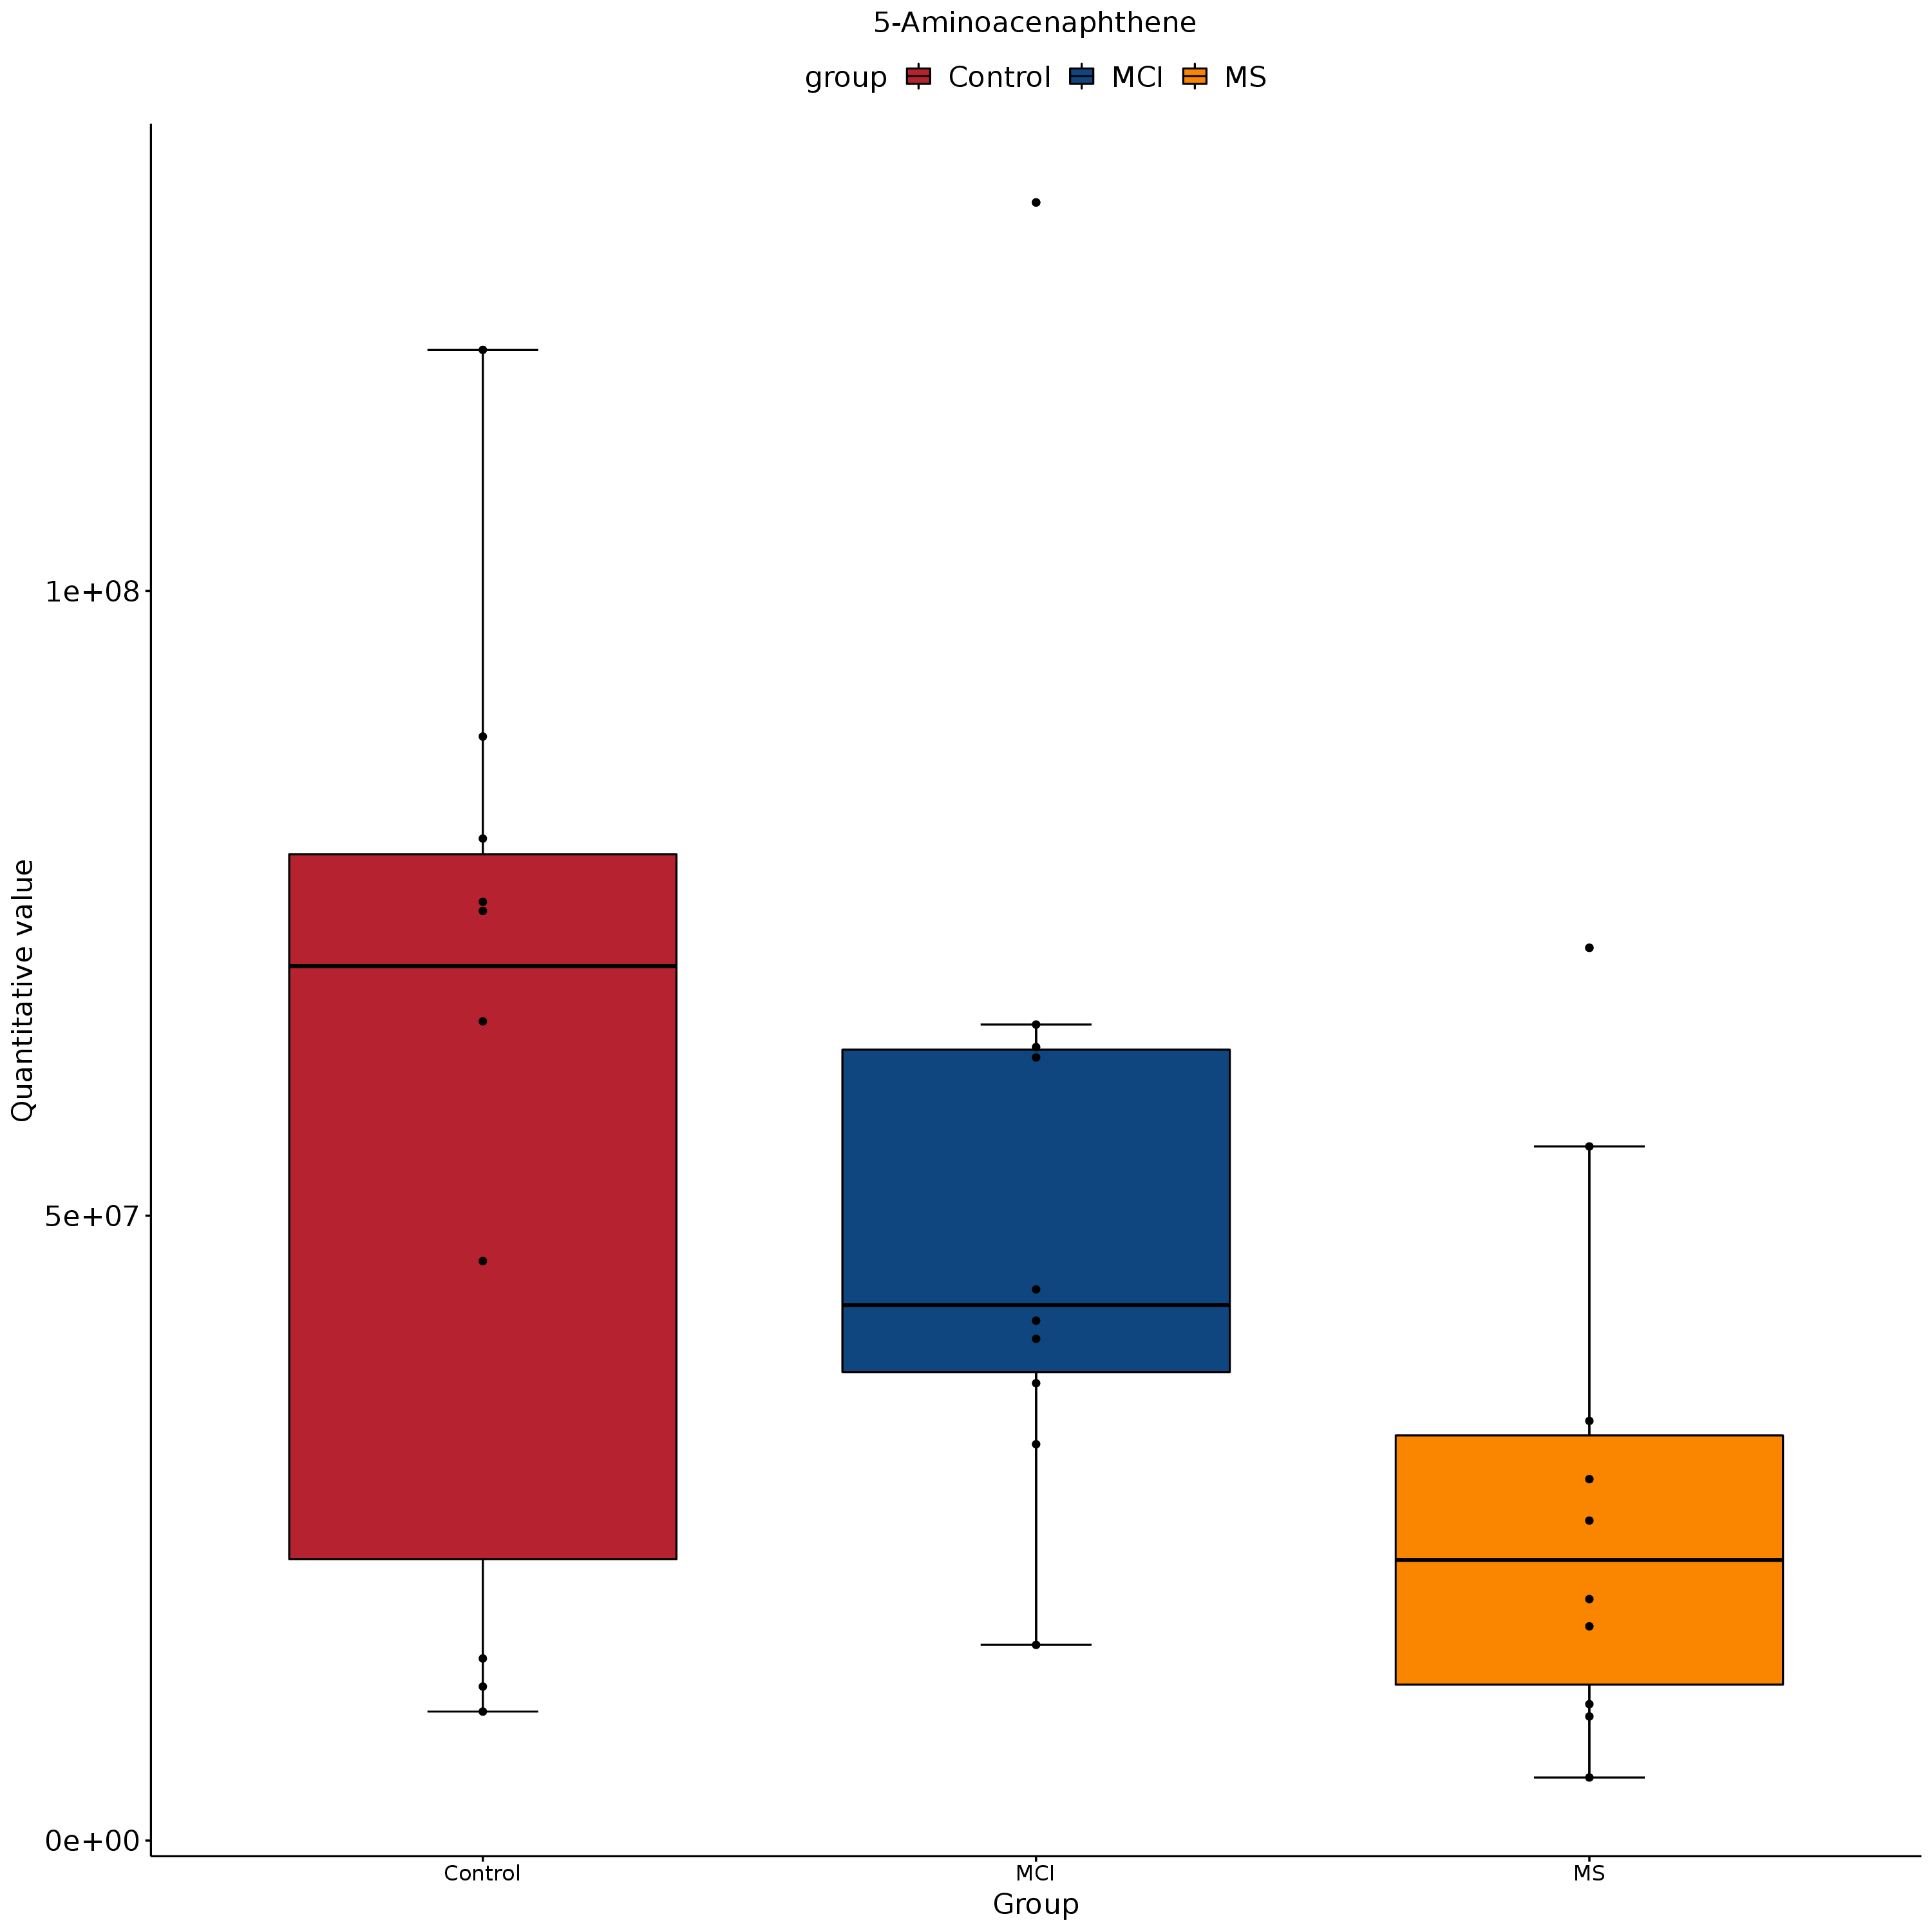 5-Aminoacenaphthene
group Control MCI MS
Quantitative value
1e+08
5e+07
0e+00
Control MCI MS
Group